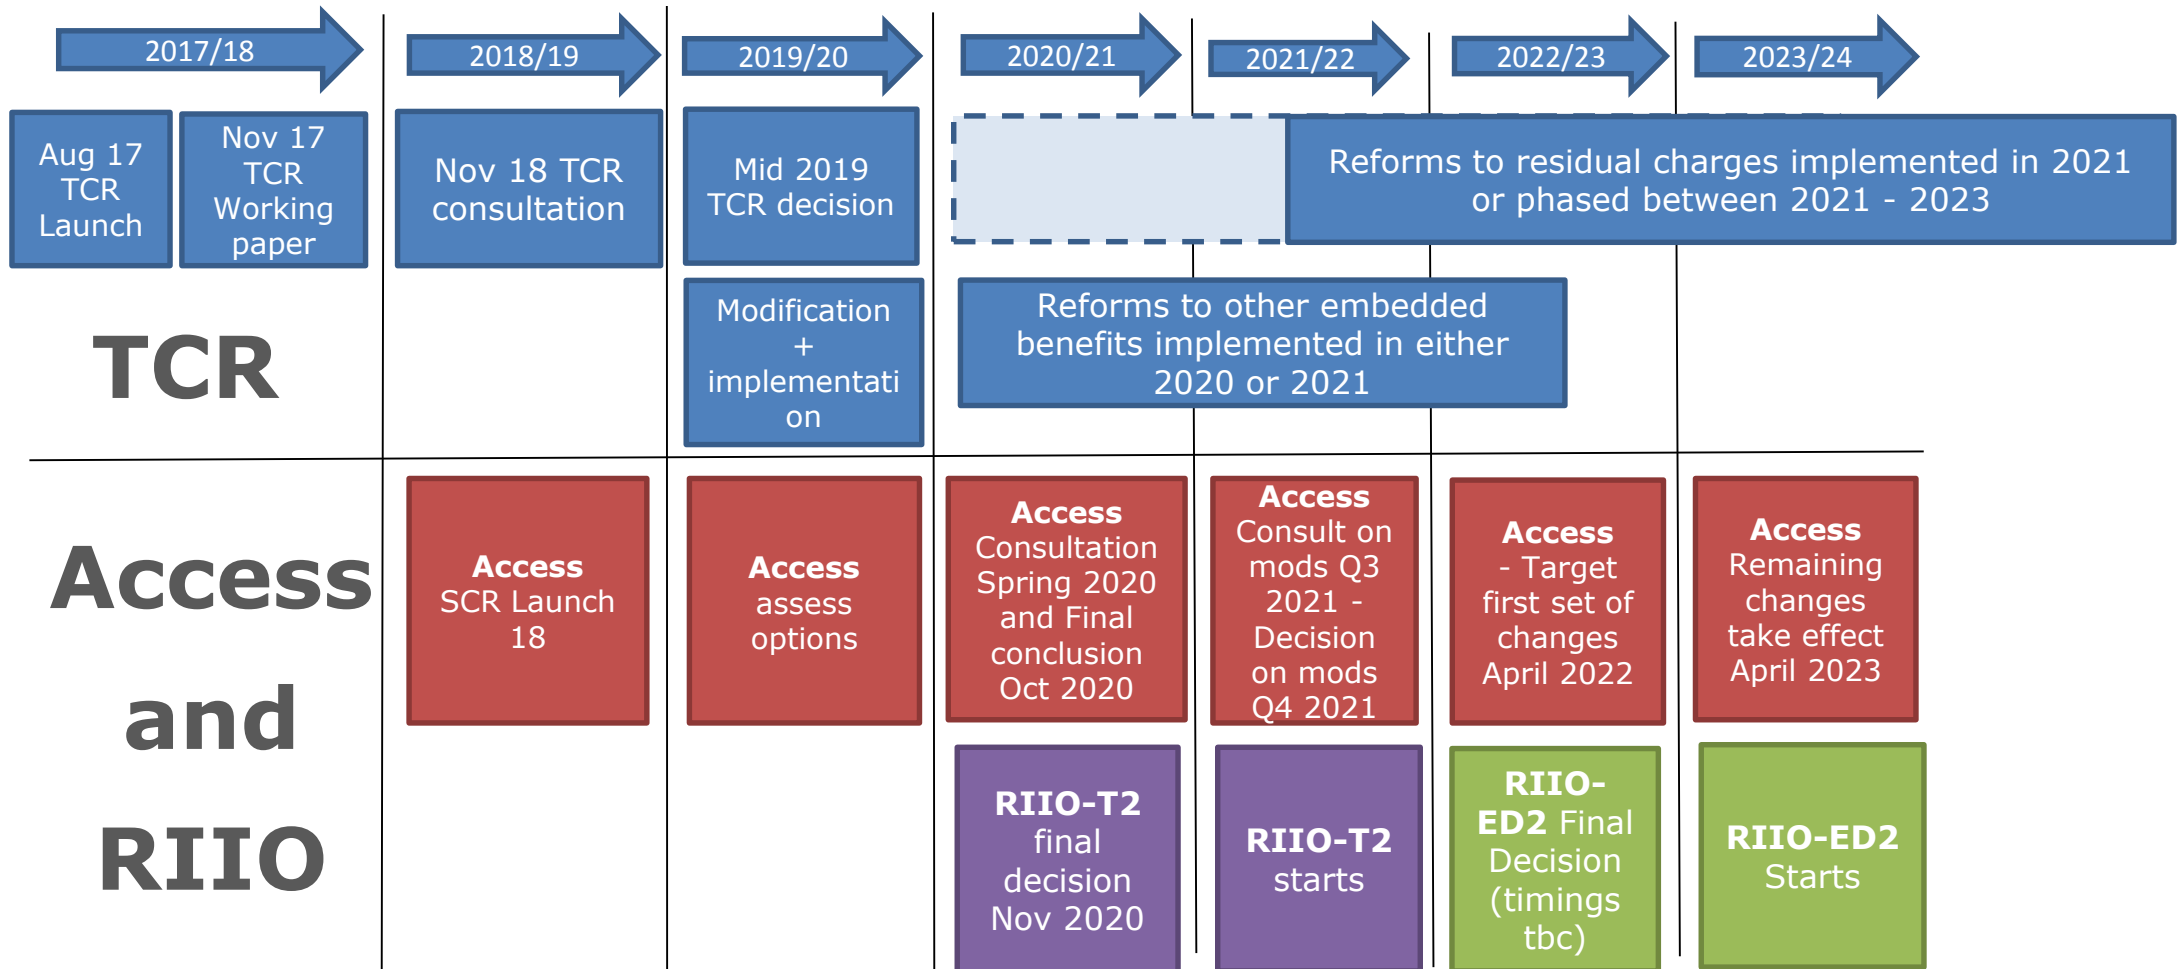 2017/18
2018/19
2019/20
2020/21
2021/22
2022/23
2023/24
Aug 17
TCR
Launch
Nov 17
TCR
Working
paper
Nov 18 TCR
consultation
Mid 2019
TCR decision
Reforms to residual charges implemented in 2021
or phased between 2021 - 2023
TCR
Modification
+
implementati
on
Reforms to other embedded
benefits implemented in either
2020 or 2021
Access
and
RIIO
Access
SCR Launch
18
Access
assess
options
Access
Consultation
Spring 2020
and Final
conclusion
Oct 2020
Access
Consult on
mods Q3
2021 -
Decision
on mods
Q4 2021
Access
- Target
first set of
changes
April 2022
Access
Remaining
changes
take effect
April 2023
RIIO-T2
final
decision
Nov 2020
RIIO-T2
starts
RIIO-
ED2 Final
Decision
(timings
tbc)
RIIO-ED2
Starts